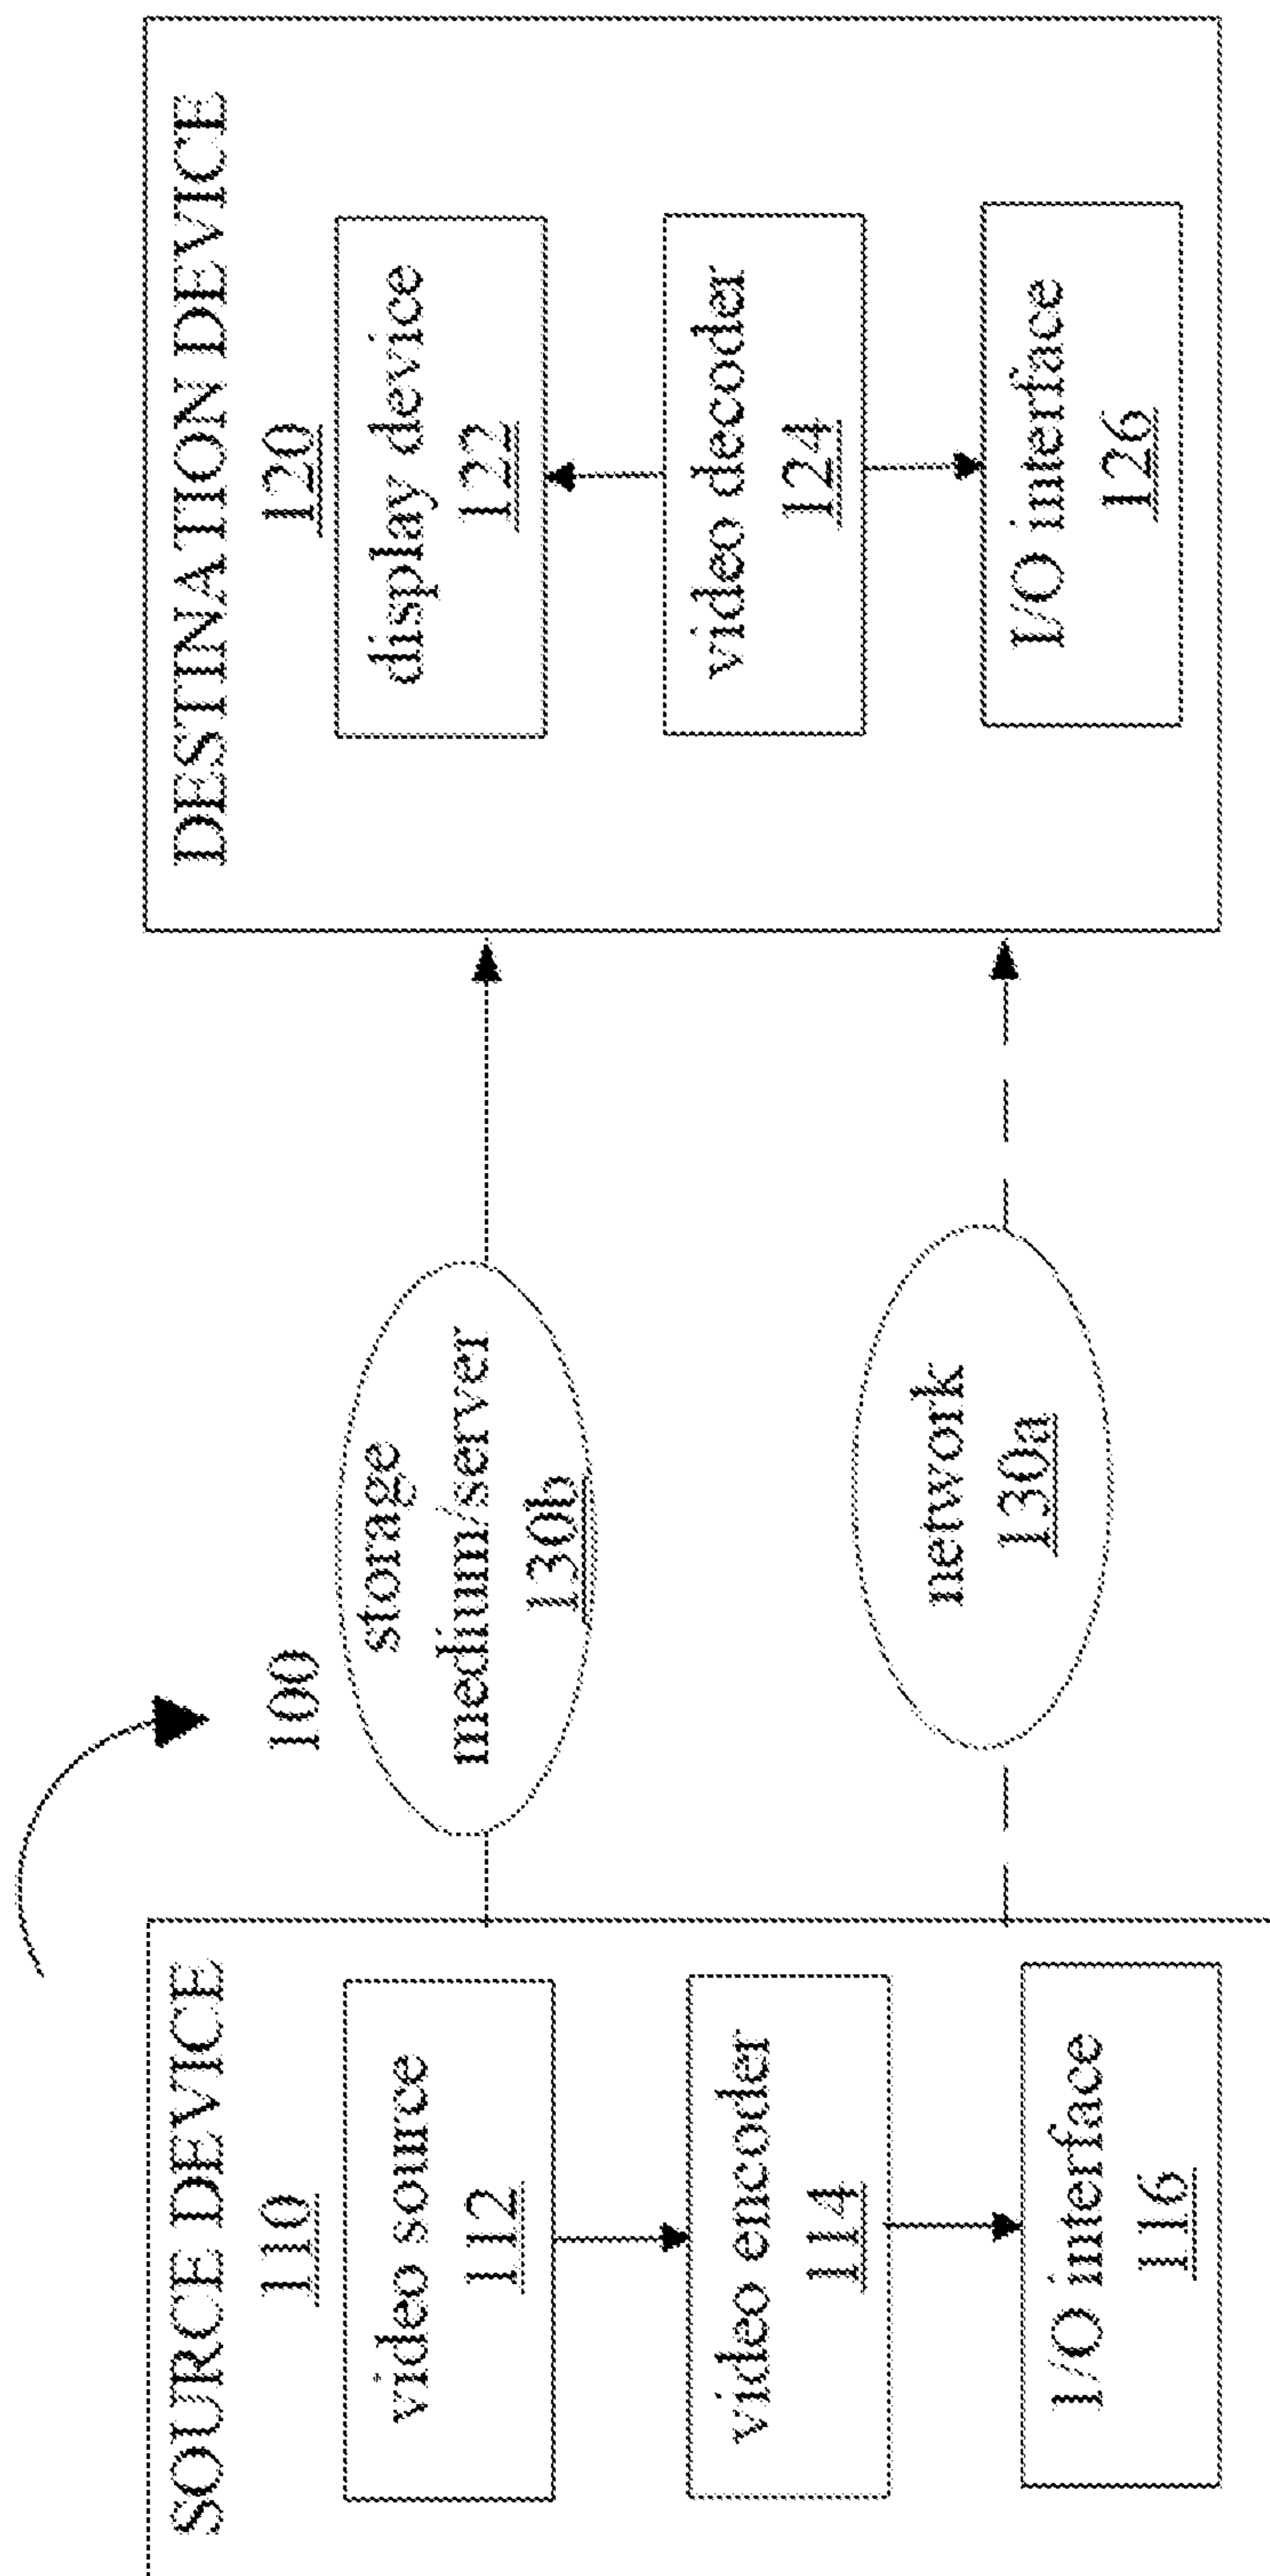 100
SOURCE DEVICE
110
video source
112
video encoder
114
I/O interface
116
storage
medium/server
130b
network
130a
DESTINATION DEVICE
120
display device
122
video decoder
124
I/O interface
126